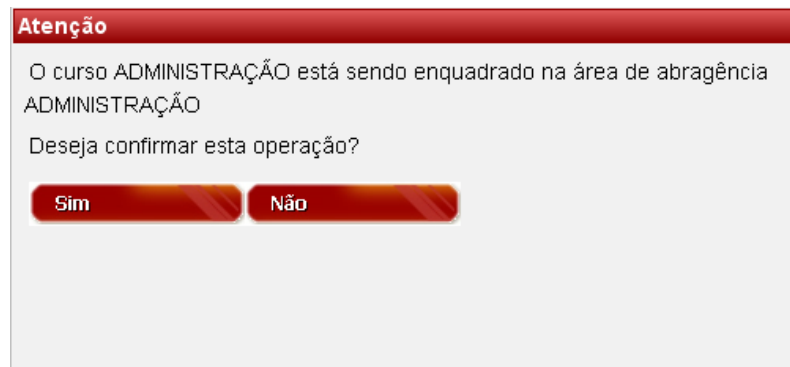 Atenção
O curso ADMINISTRAÇÃO está sendo enquadrado na área de abragência
ADMINISTRAÇÃO
Deseja confirmar esta operação?
Sim Não